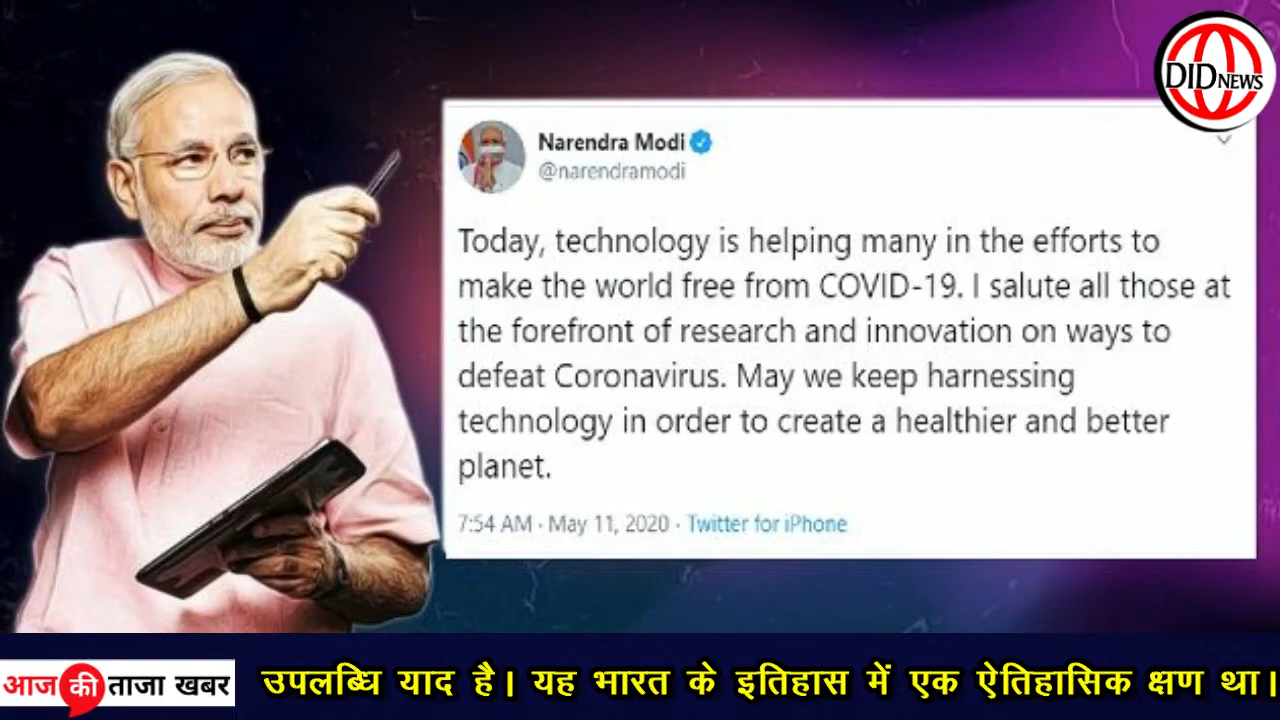 DID NEWS
Narendra Modi
@narendramodi
Today, technology is helping many in the efforts to
make the world free from COVID-19. I salute all those at
the forefront of research and innovation on ways to
defeat Coronavirus. May we keep harnessing
technology in order to create a healthier and better
planet.
7:54 AM · May 11, 2020 · Twitter for iPhone
आज की ताजा खबर
उपलब्धि याद है। यह भारत के इतिहास में एक ऐतिहासिक क्षण था।